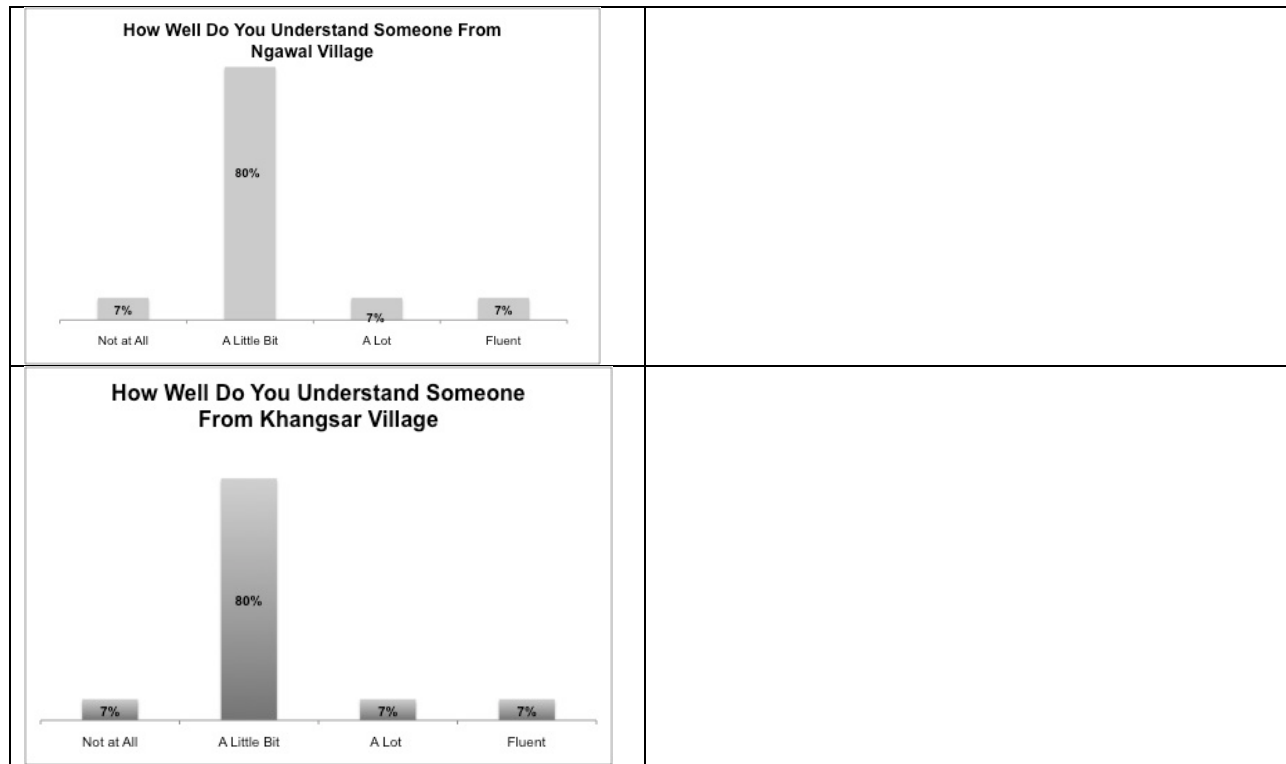 How Well Do You Understand Someone From
Ngawal Village
80%
7%
7%
7%
Not at All
A Little Bit
A Lot
Fluent
How Well Do You Understand Someone
From Khangsar Village
80%
7%
7%
7%
Not at All
A Little Bit
A Lot
Fluent